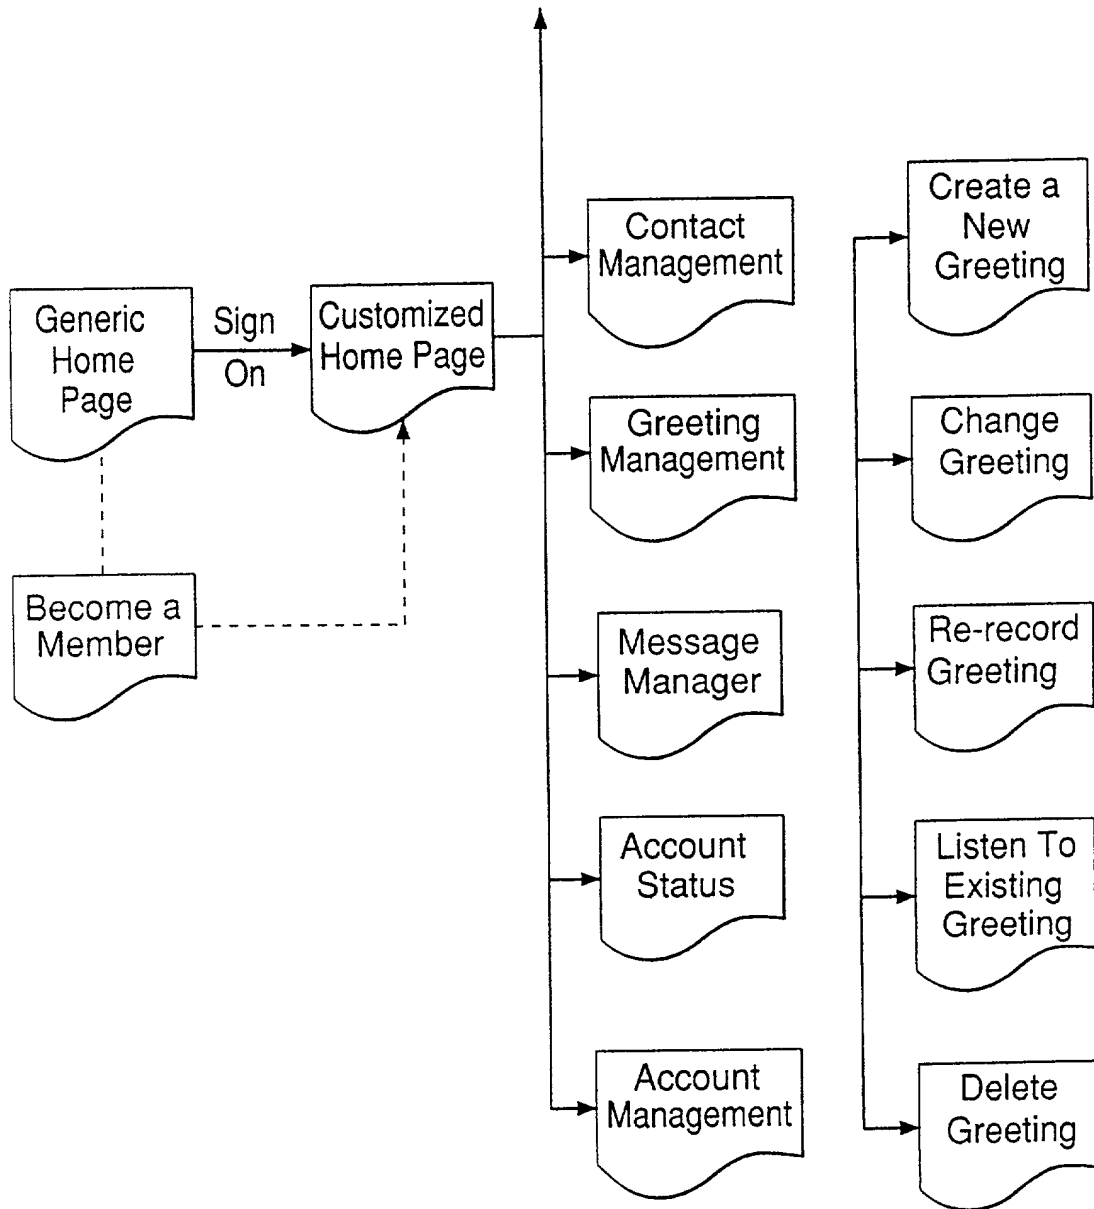 Generic
Home
Page
Sign
On
Customized
Home Page
Become a
Member
Contact
Management
Greeting
Management
Message
Manager
Account
Status
Account
Management
Create a
New
Greeting
Change
Greeting
Re-record
Greeting
Listen To
Existing
Greeting
Delete
Greeting